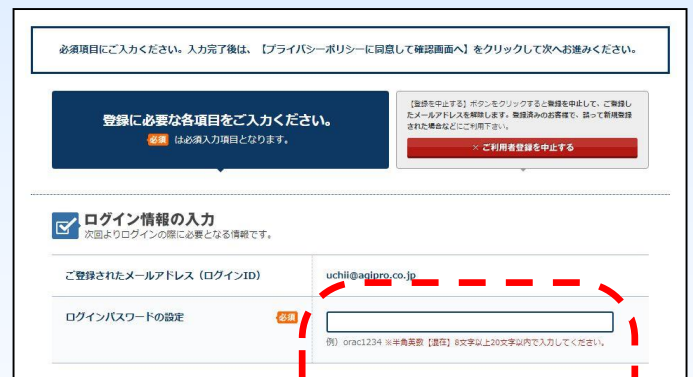 必須項目にご入力ください。入力完了後は、【プライバシーポリシーに同意して確認画面へ】をクリックして次へお進みください。
登録に必要な各項目をご入力ください。
必須 は必須入力項目となります。
【登録を中止する】ボタンをクリックすると登録を中止して、ご登録し
たメールアドレスを解除します。登録済みのお客様で、誤って新規登録
された場合などにご利用下さい。
× ご利用者登録を中止する
ログイン情報の入力
次回よりログインの際に必要となる情報です。
ご登録されたメールアドレス（ログインID）
uchii@agipro.co.jp
ログインパスワードの設定 必須
例）orac1234 ※半角英数【混在】8文字以上20文字以内で入力してください。